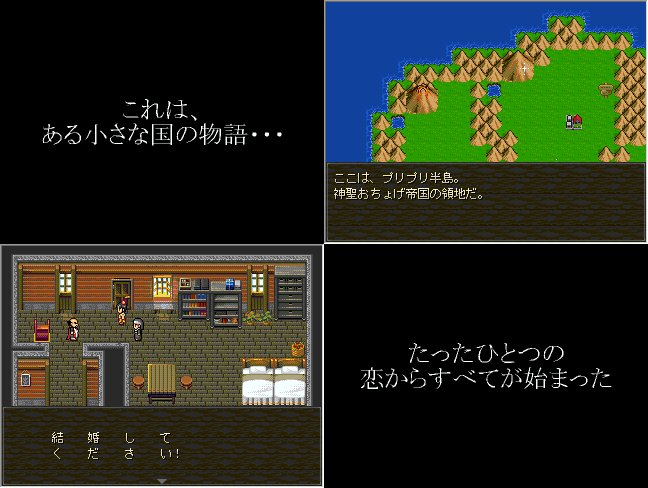 これは、
ある小さな国の物語・・・
ここは、プリプリ半島。
神聖おちょげ帝国の領地だ。
結婚して
ください!
たったひとつの
恋からすべてが始まった